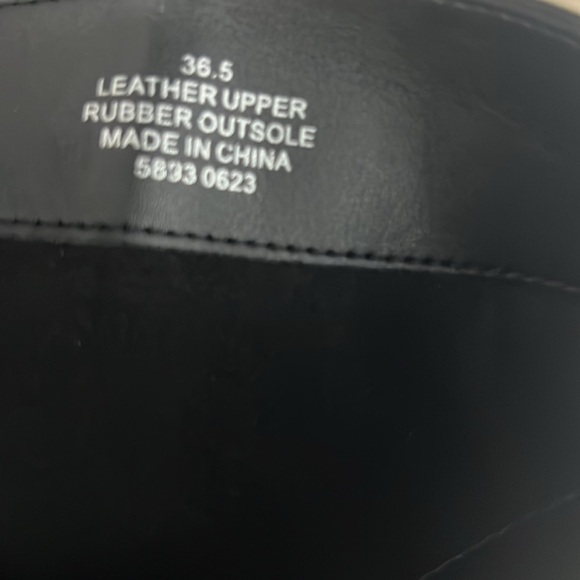 36.5
LEATHER UPPER
RUBBER OUTSOLE
MADE IN CHINA
5893 0623